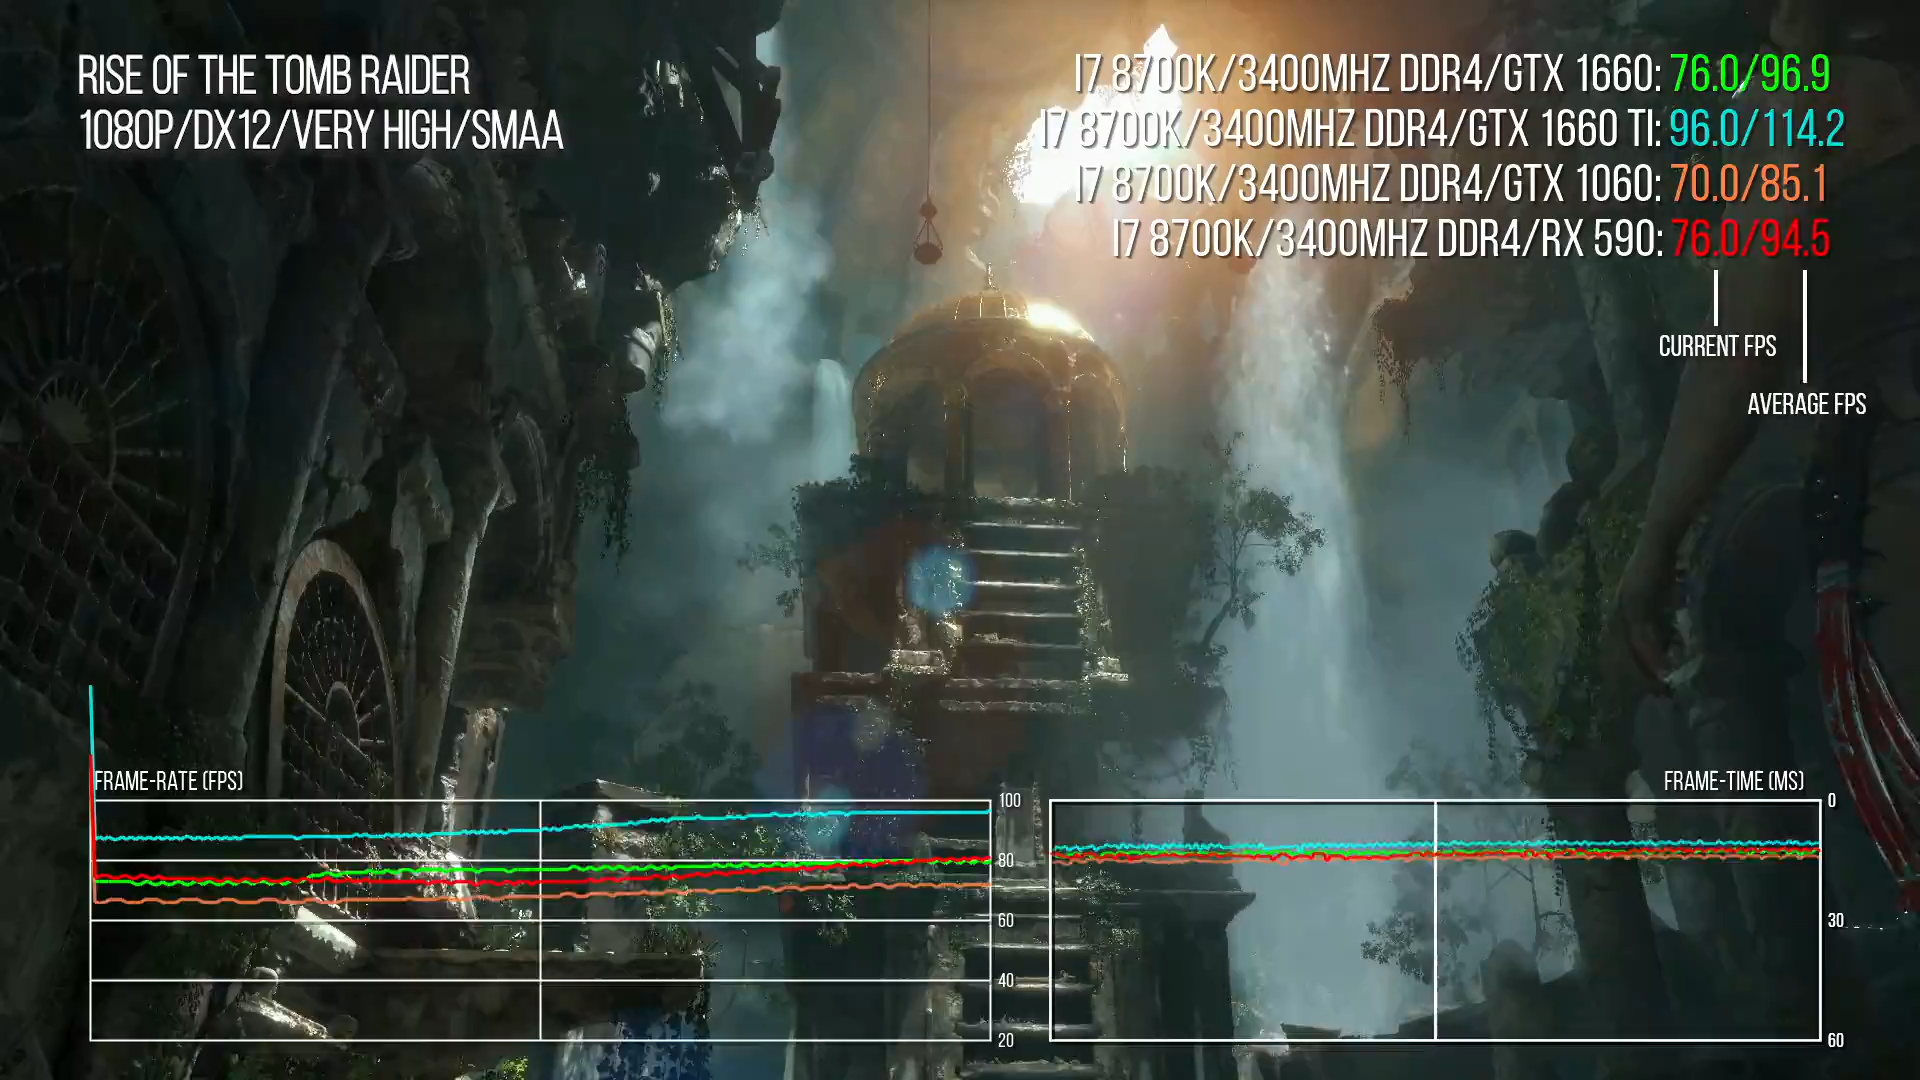 RISE OF THE TOMB RAIDER
1080P/DX12/VERY HIGH/SMAA
I7 8700K/3400MHZ DDR4/GTX 1660: 76.0/96.9
I7 8700K/3400MHZ DDR4/GTX 1660 TI: 96.0/114.2
I7 8700K/3400MHZ DDR4/GTX 1060: 70.0/85.1
I7 8700K/3400MHZ DDR4/RX 590: 76.0/94.5
CURRENT FPS
AVERAGE FPS
FRAME-RATE (FPS)
100
80
60
40
20
FRAME-TIME (MS)
0
30
60